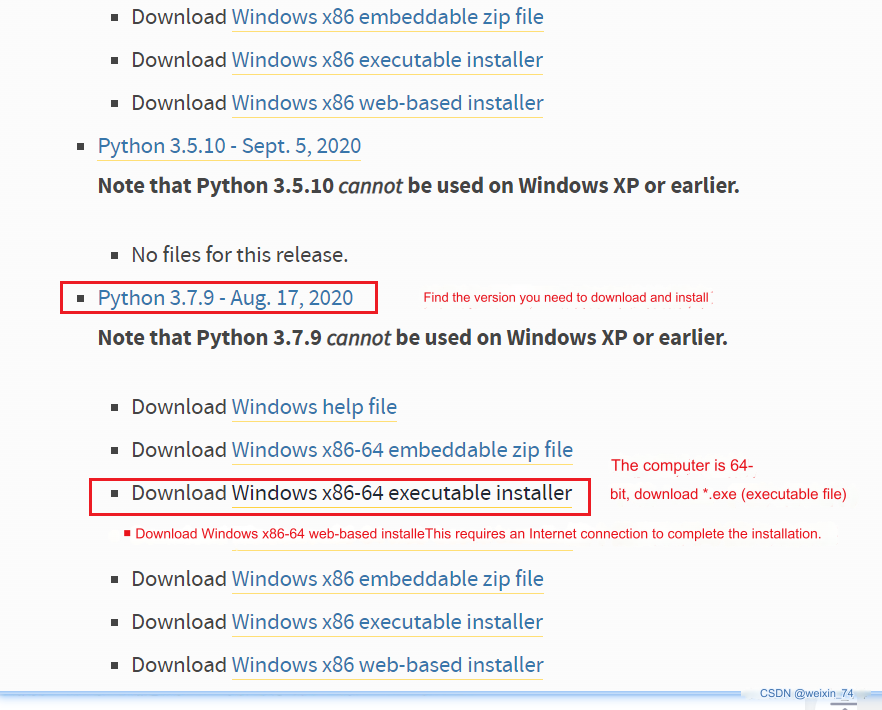 Download Windows x86 embeddable zip file
Download Windows x86 executable installer
Download Windows x86 web-based installer
Python 3.5.10 - Sept. 5, 2020
Note that Python 3.5.10 cannot be used on Windows XP or earlier.
No files for this release.
Python 3.7.9 - Aug. 17, 2020
Find the version you need to download and install
Note that Python 3.7.9 cannot be used on Windows XP or earlier.
Download Windows help file
Download Windows x86-64 embeddable zip file
The computer is 64-
Download Windows x86-64 executable installer
bit, download *.exe (executable file)
Download Windows x86-64 web-based installeThis requires an Internet connection to complete the installation.
Download Windows x86 embeddable zip file
Download Windows x86 executable installer
Download Windows x86 web-based installer
CSDN @weixin_74